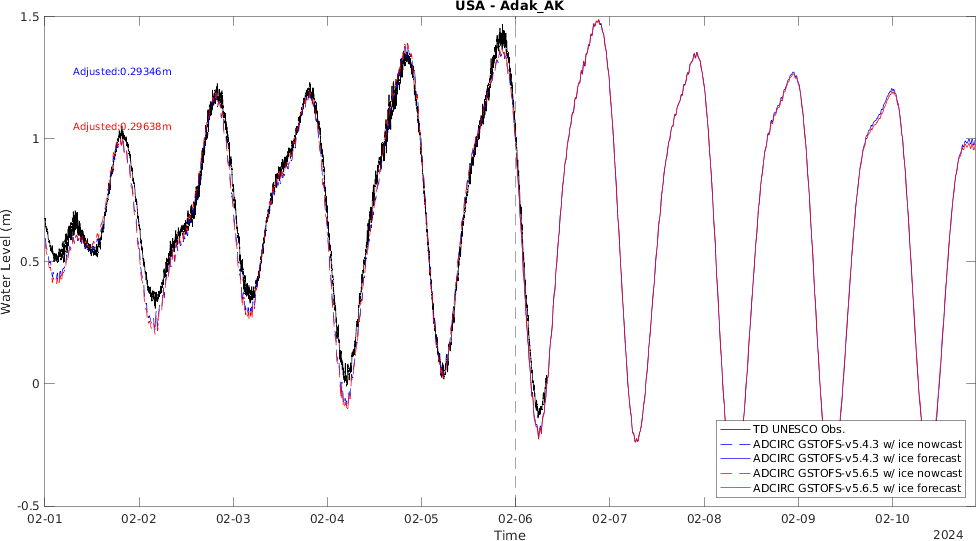 USA - Adak_AK
1.5
Adjusted:0.29346m
Adjusted:0.29638m
1
0.5
0
-0.5
Water Level (m)
TD UNESCO Obs.
ADCIRC GSTOFS-v5.4.3 w/ ice nowcast
ADCIRC GSTOFS-v5.4.3 w/ ice forecast
ADCIRC GSTOFS-v5.6.5 w/ ice nowcast
ADCIRC GSTOFS-v5.6.5 w/ ice forecast
02-01 02-02 02-03 02-04 02-05 02-06 02-07 02-08 02-09 02-10
Time
2024